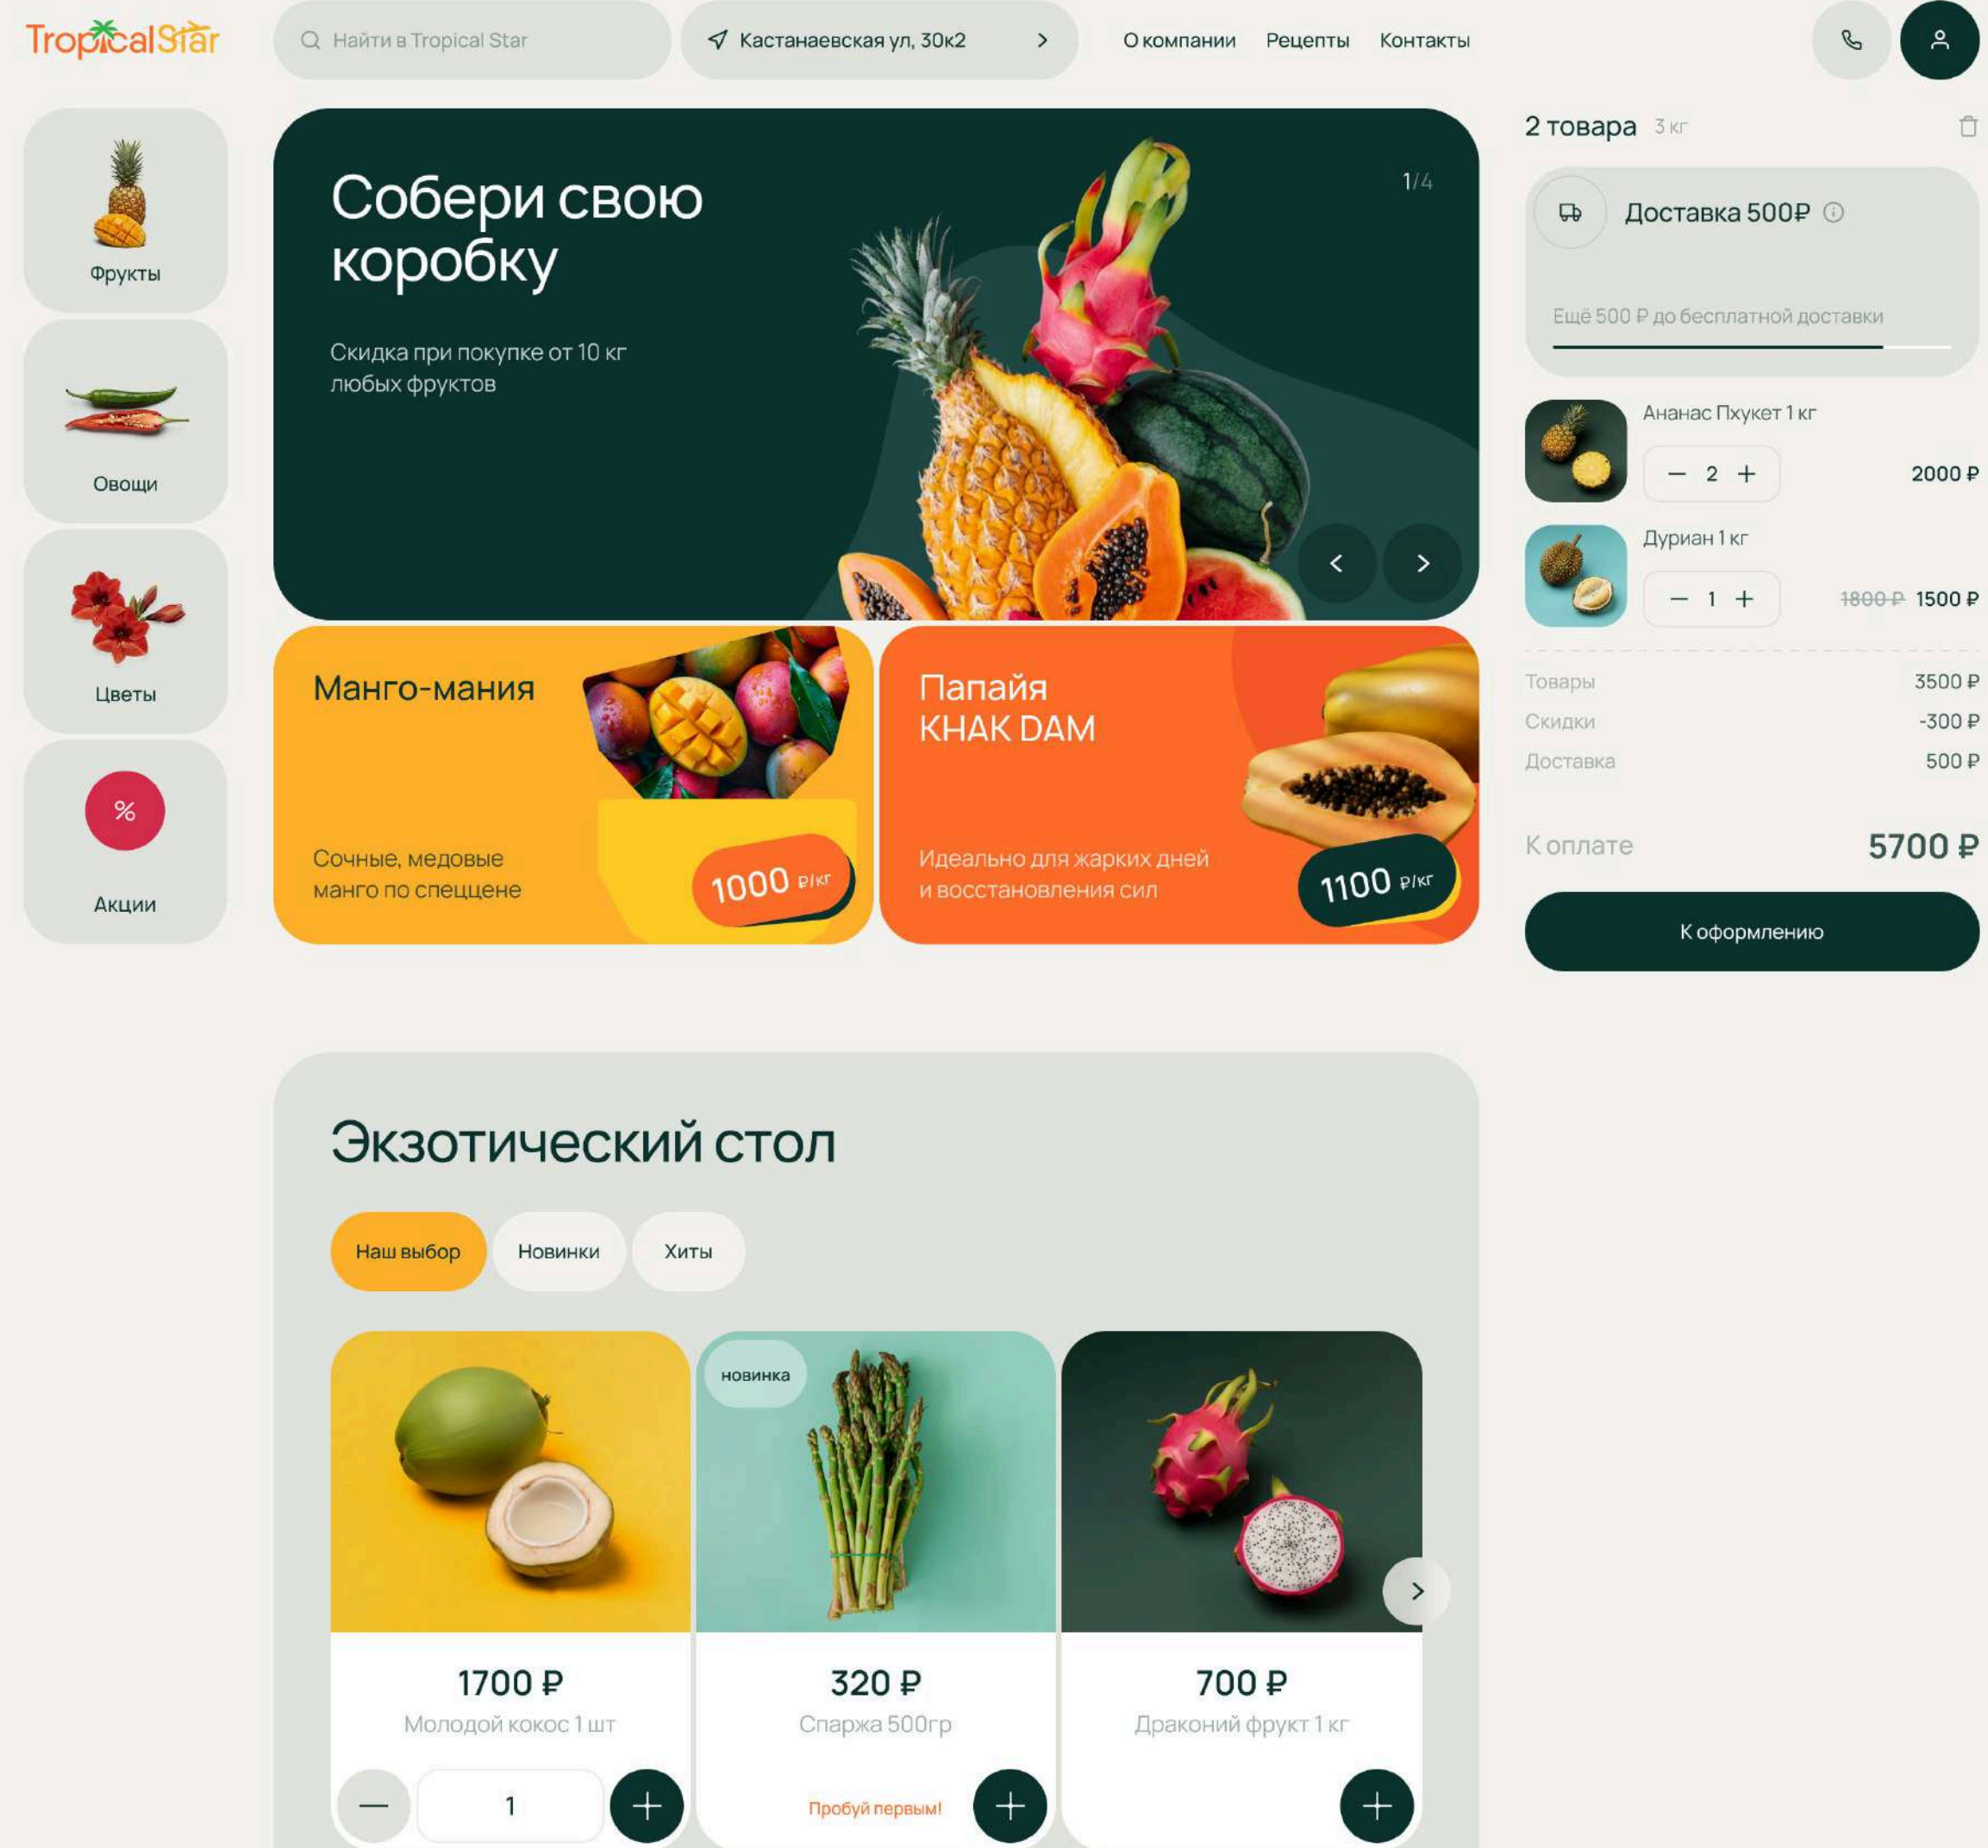 TropicalStar
Найти в Tropical Star
Кастанаевская ул, 30к2
О компании
Рецепты
Контакты
Фрукты
Овощи
Цветы
%
Акции
Собери свою
коробку
1/4
Скидка при покупке от 10 кг
любых фруктов
Манго-мания
Сочные, медовые
манго по спеццене
1000 ₽/кг
Папайя
KHAK DAM
Идеально для жарких дней
и восстановления сил
1100 ₽/кг
2 товара 3 кг
Доставка 500₽
Ещё 500 ₽ до бесплатной доставки
Ананас Пхукет 1 кг
— 2 +
2000 ₽
Дуриан 1 кг
— 1 +
1800 ₽ 1500 ₽
Товары 3500 ₽
Скидки -300 ₽
Доставка 500 ₽
К оплате 5700 ₽
К оформлению
Экзотический стол
Наш выбор
Новинки
Хиты
1700 ₽
Молодой кокос 1 шт
— 1 +
новинка
320 ₽
Спаржа 500гр
Пробуй первым! +
700 ₽
Драконий фрукт 1 кг
+